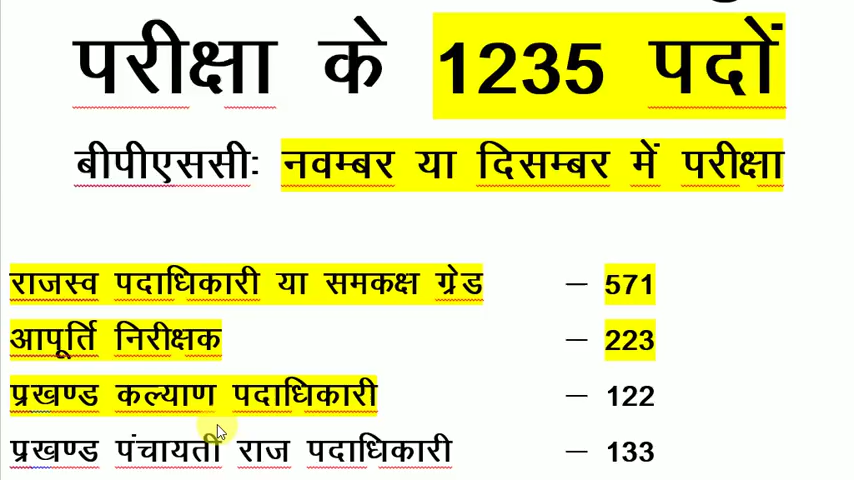 परीक्षा के 1235 पदों
बीपीएससी: नवम्बर या दिसम्बर में परीक्षा
राजस्व पदाधिकारी या समकक्ष ग्रेड – 571
आपूर्ति निरीक्षक – 223
प्रखण्ड कल्याण पदाधिकारी – 122
प्रखण्ड पंचायती राज पदाधिकारी – 133